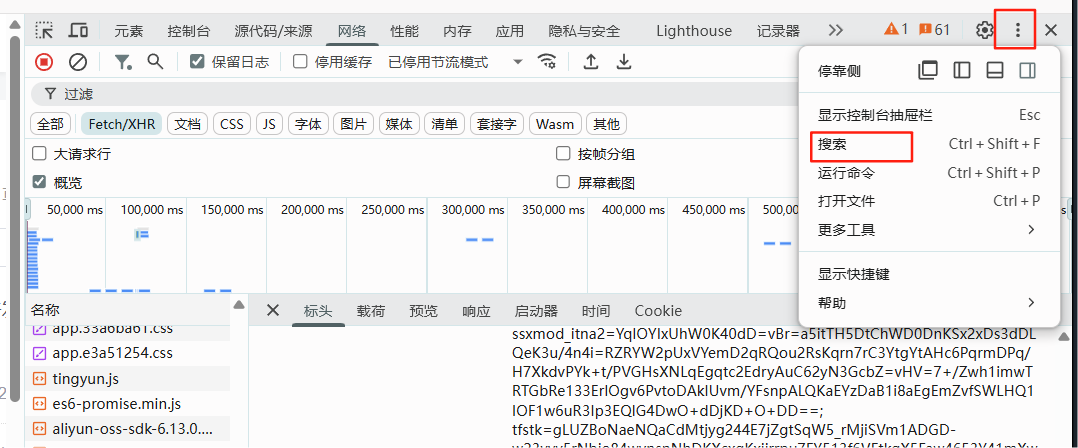 元素 控制台 源代码/来源 网络 性能 内存 应用 隐私与安全 Lighthouse 记录器 1 61
保留日志 停用缓存 已停用节流模式
过滤
全部 Fetch/XHR 文档 CSS JS 字体 图片 媒体 清单 套接字 Wasm 其他
大请求行 按帧分组
概览 屏幕截图
50,000 ms 100,000 ms 150,000 ms 200,000 ms 250,000 ms 300,000 ms 350,000 ms 400,000 ms 450,000 ms
停靠侧
显示控制台抽屉栏 Esc
搜索 Ctrl + Shift + F
运行命令 Ctrl + Shift + P
打开文件 Ctrl + P
更多工具
显示快捷键
帮助
名称
app.33a6ba61.css
app.e3a51254.css
tingyun.js
es6-promise.min.js
aliyun-oss-sdk-6.13.0....
标头 载荷 预览 响应 启动器 时间 Cookie
ssxmod_itna2=YqIOYIxUhW0K40dD=vBr=a5itTH5DtChWD0DnKSx2xDs3dDL
QeK3u/4n4i=RZRYW2pUxVYemD2qRQou2RsKqrn7rC3YtgYtAHc6PqrmDPq/
H7XkdvPYk+t/PVGHsXNLqEgqtc2EdryAuC62yN3GcbZ=vHV=7+/Zwh1imwT
RTGbRe133ErIOgv6PvtoDAklUvm/YFsnpALQKaEYzDaB1i8aEgEmZvfSWLHQ1
IOF1w6uR3Ip3EQIG4DwO+dDjKD+O+DD==;
tfstk=gLUZBoNaeNQaCdMtjyg244E7jZgtSqW5_rMjiSVm1ADGD-